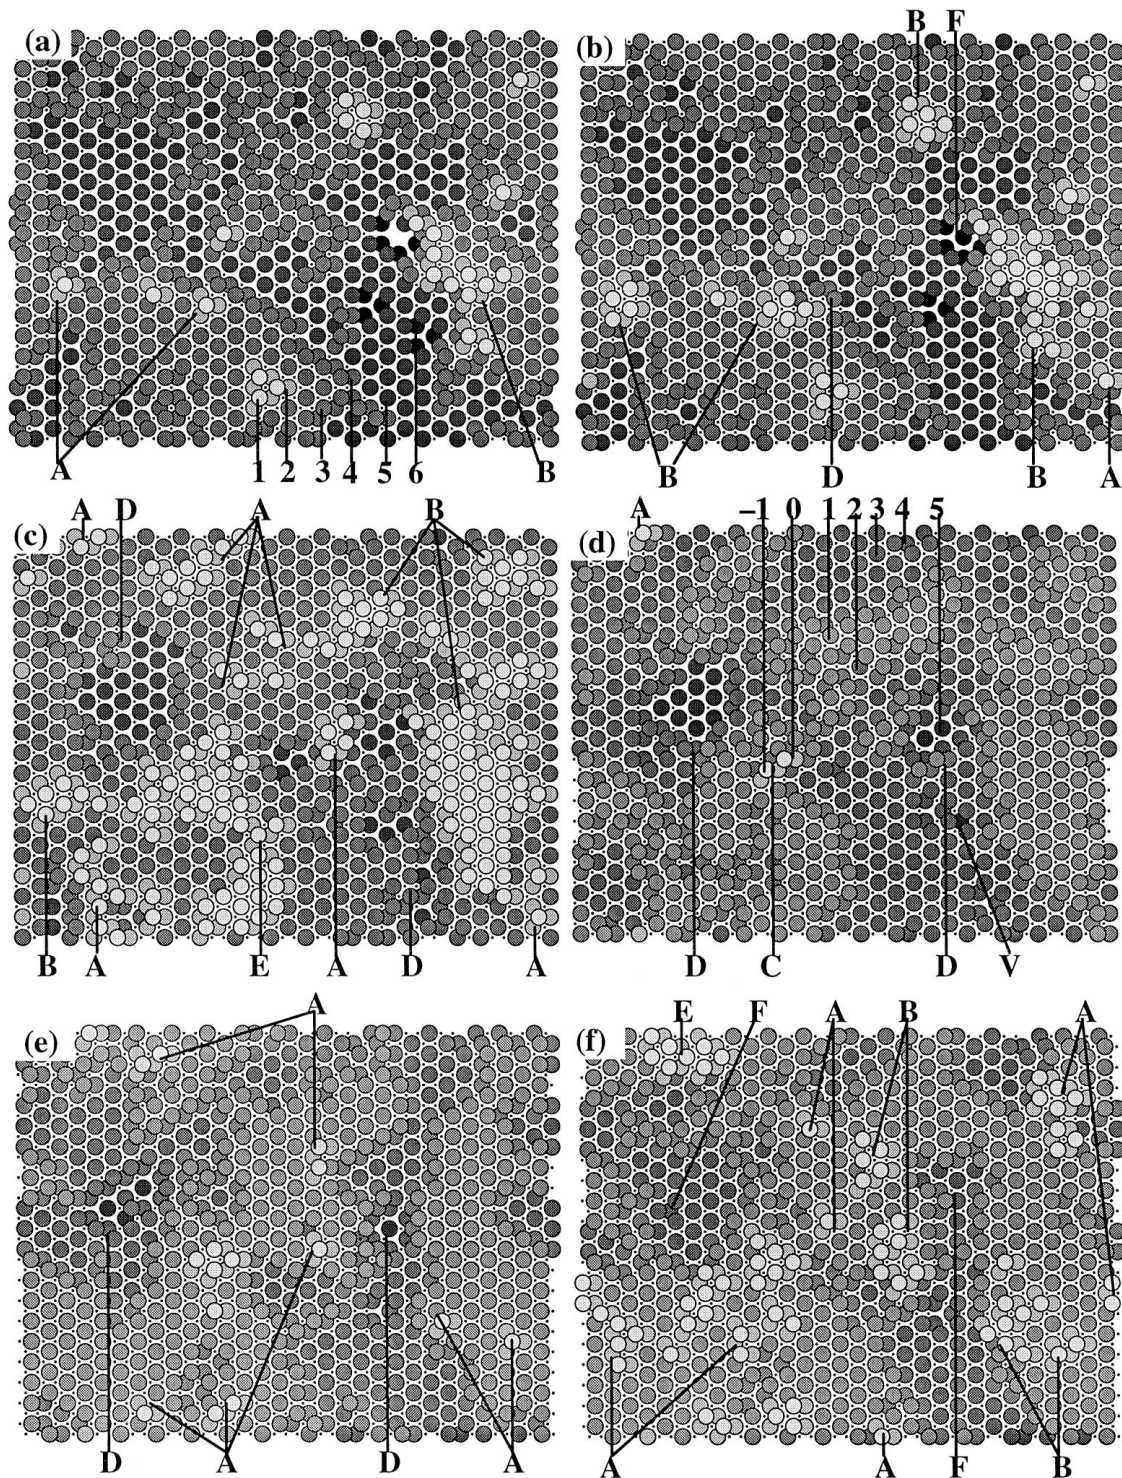 (a)
A 1 2 3 4 5 6 B
B F
(b)
B D B A
A D A B
(c)
B A E A D A
A –1 0 1 2 3 4 5
(d)
D C D V
A
(e)
D A D A
E F A B A
(f)
A A F B